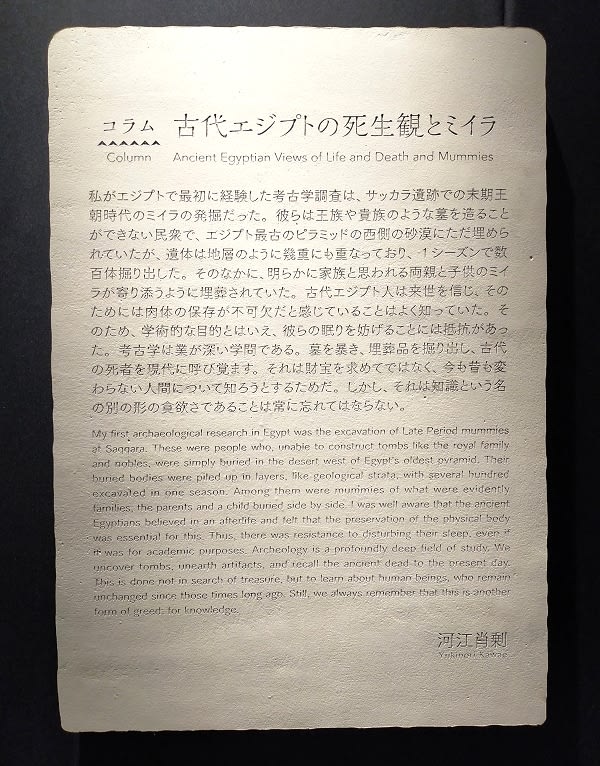 コラム 古代エジプトの死生観とミイラ
Column Ancient Egyptian Views of Life and Death and Mummies
私がエジプトで最初に経験した考古学調査は、サッカラ遺跡での末期王
朝時代のミイラの発掘だった。彼らは王族や貴族のような墓を造ること
ができない民衆で、エジプト最古のピラミッドの西側の砂漠にただ埋めら
れていたが、遺体は地層のように幾重にも重なっており、1シーズンで数
百体掘り出した。そのなかに、明らかに家族と思われる両親と子供のミイ
ラが寄り添うように埋葬されていた。古代エジプト人は来世を信じ、その
ためには肉体の保存が不可欠だと感じていることはよく知っていた。そ
のため、学術的な目的とはいえ、彼らの眠りを妨げることには抵抗があっ
た。考古学は業が深い学問である。墓を暴き、埋葬品を掘り出し、古代
の死者を現代に呼び覚ます。それは財宝を求めてではなく、今も昔も変
わらない人間について知ろうとするためだ。しかし、それは知識という名
の別の形の貪欲さであることは常に忘れてはならない。
My first archaeological research in Egypt was the excavation of Late Period mummies
at Saqqara. These were people who, unable to construct tombs like the royal family
and nobles, were simply buried in the desert west of Egypt's oldest pyramid. Their
buried bodies were piled up in layers, like geological strata, with several hundred
excavated in one season. Among them were mummies of what were evidently
families; the parents and a child buried side by side. I was well aware that the ancient
Egyptians believed in an afterlife and felt that the preservation of the physical body
was essential for this. Thus, there was resistance to disturbing their sleep, even if
it was for academic purposes. Archeology is a profoundly deep field of study. We
uncover tombs, unearth artifacts, and recall the ancient dead to the present day.
This is done not in search of treasure, but to learn about human beings, who remain
unchanged since those times long ago. Still, we always remember that this is another
form of greed: for knowledge.
河江肖剰
Yukinori Kawae